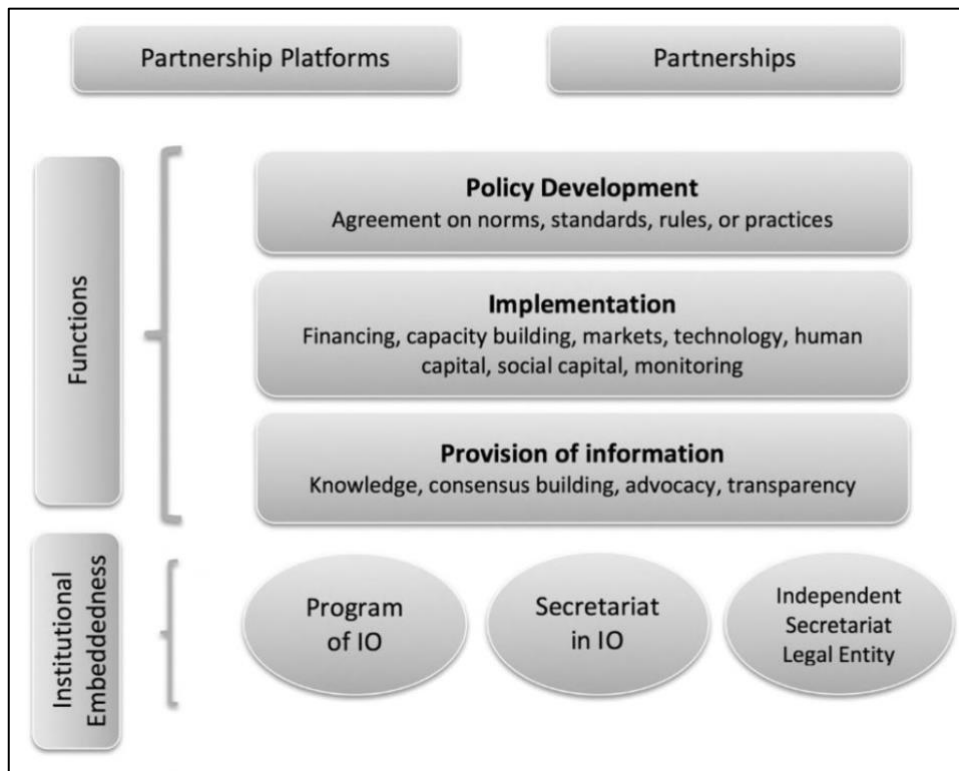 Partnership Platforms
Partnerships
Functions
Policy Development
Agreement on norms, standards, rules, or practices
Implementation
Financing, capacity building, markets, technology, human
capital, social capital, monitoring
Provision of information
Knowledge, consensus building, advocacy, transparency
Institutional
Embeddedness
Program
of IO
Secretariat
in IO
Independent
Secretariat
Legal Entity